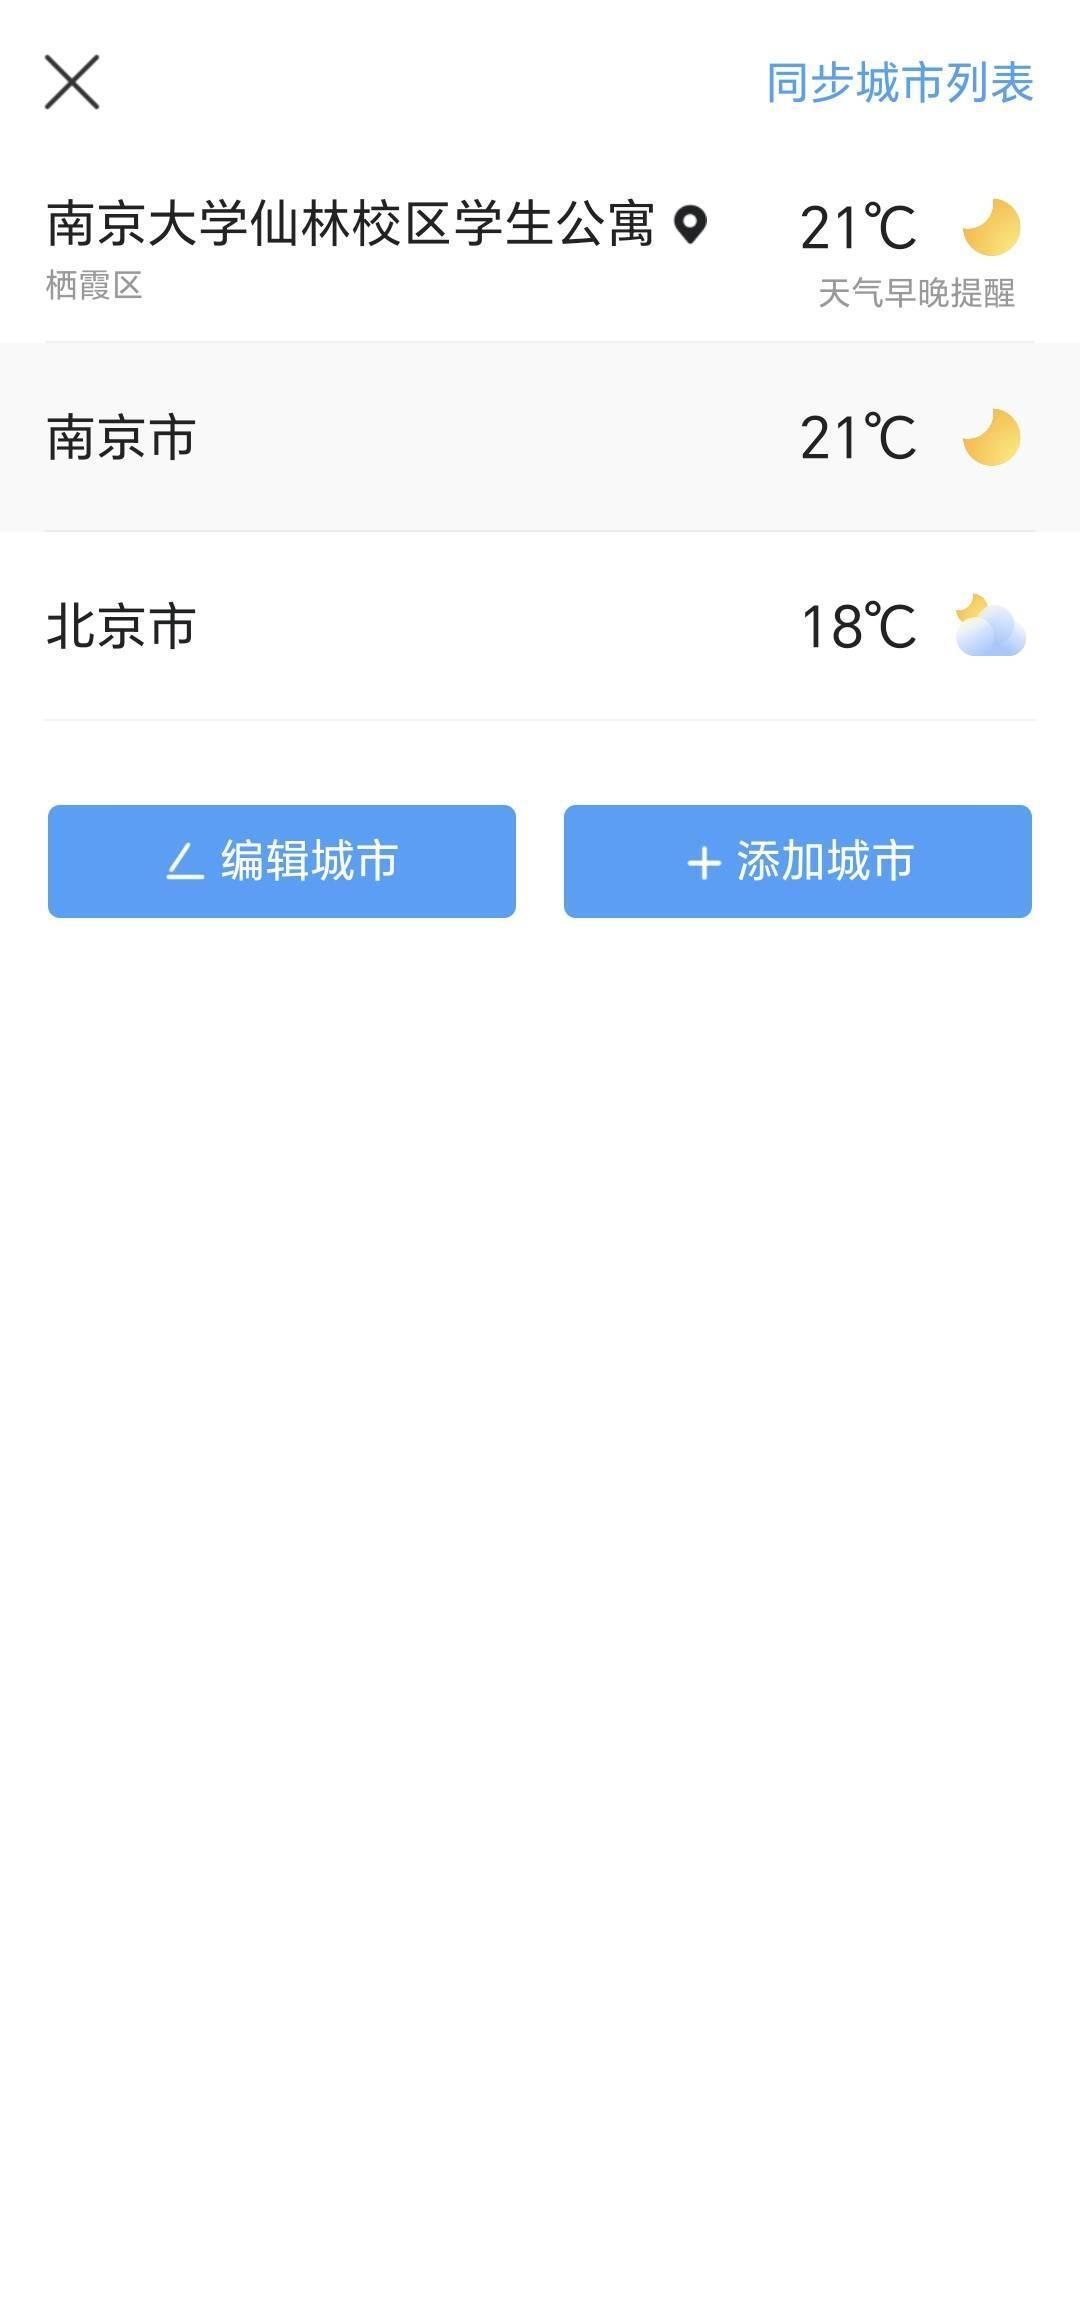 同步城市列表
南京大学仙林校区学生公寓 21℃
栖霞区 天气早晚提醒
南京市 21℃
北京市 18℃
编辑城市 添加城市